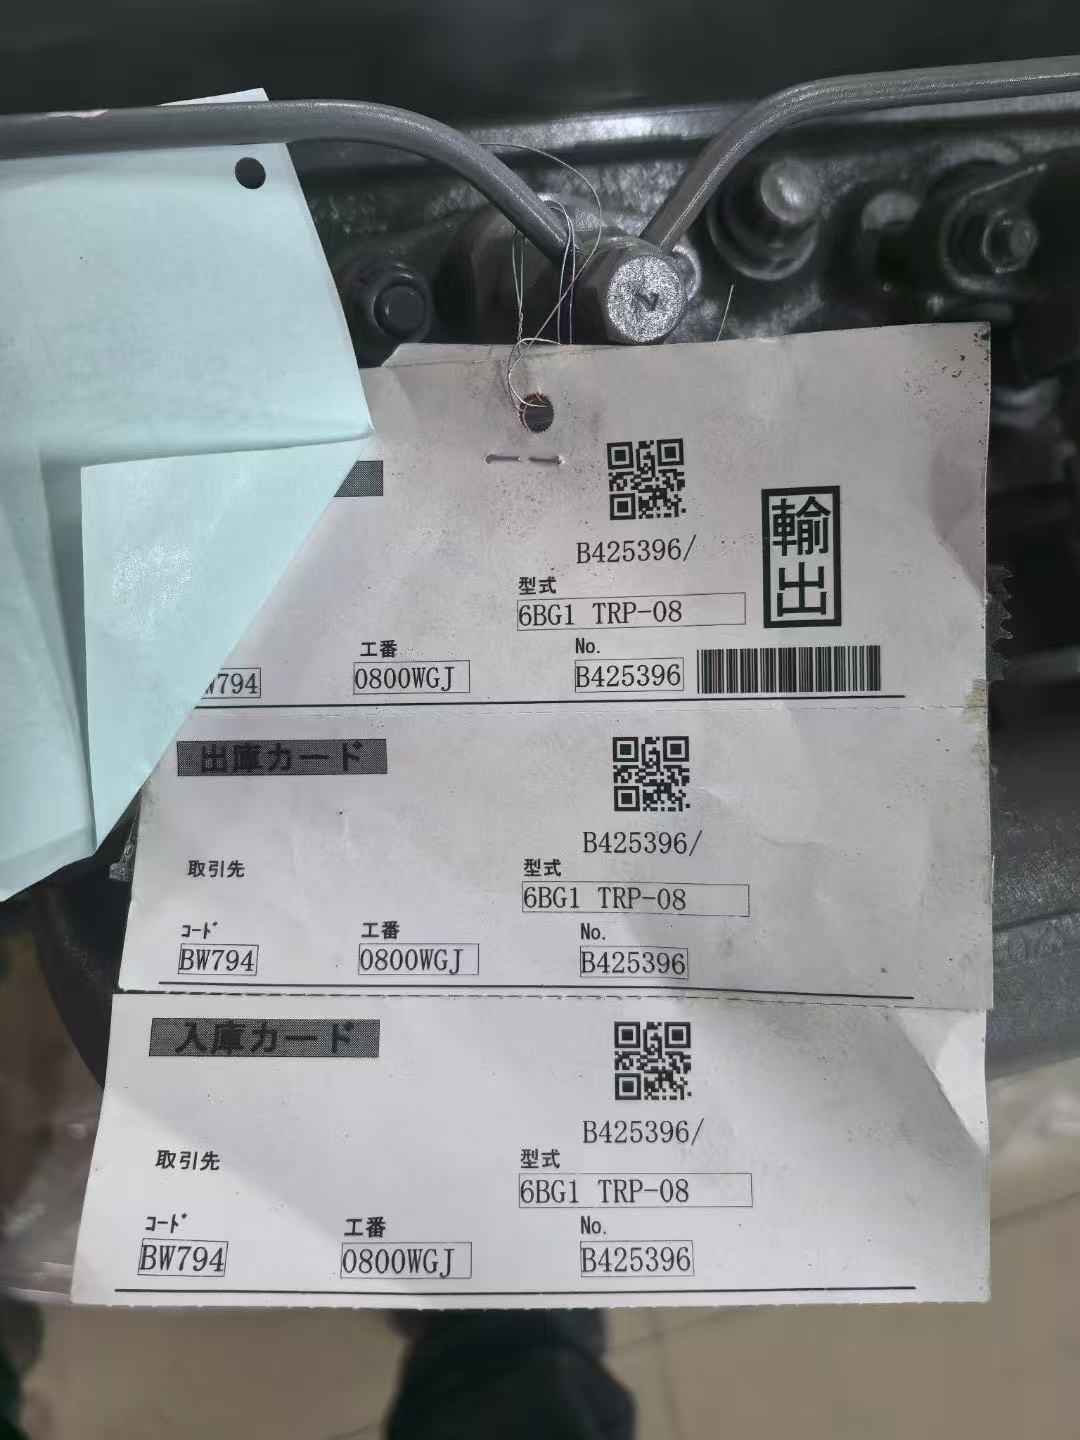 B425396/
輸出
型式
6BG1 TRP-08
工番
No.
W794
0800WGJ
B425396
出庫カード
B425396/
取引先
型式
6BG1 TRP-08
コード
工番
No.
BW794
0800WGJ
B425396
入庫カード
B425396/
取引先
型式
6BG1 TRP-08
コード
工番
No.
BW794
0800WGJ
B425396